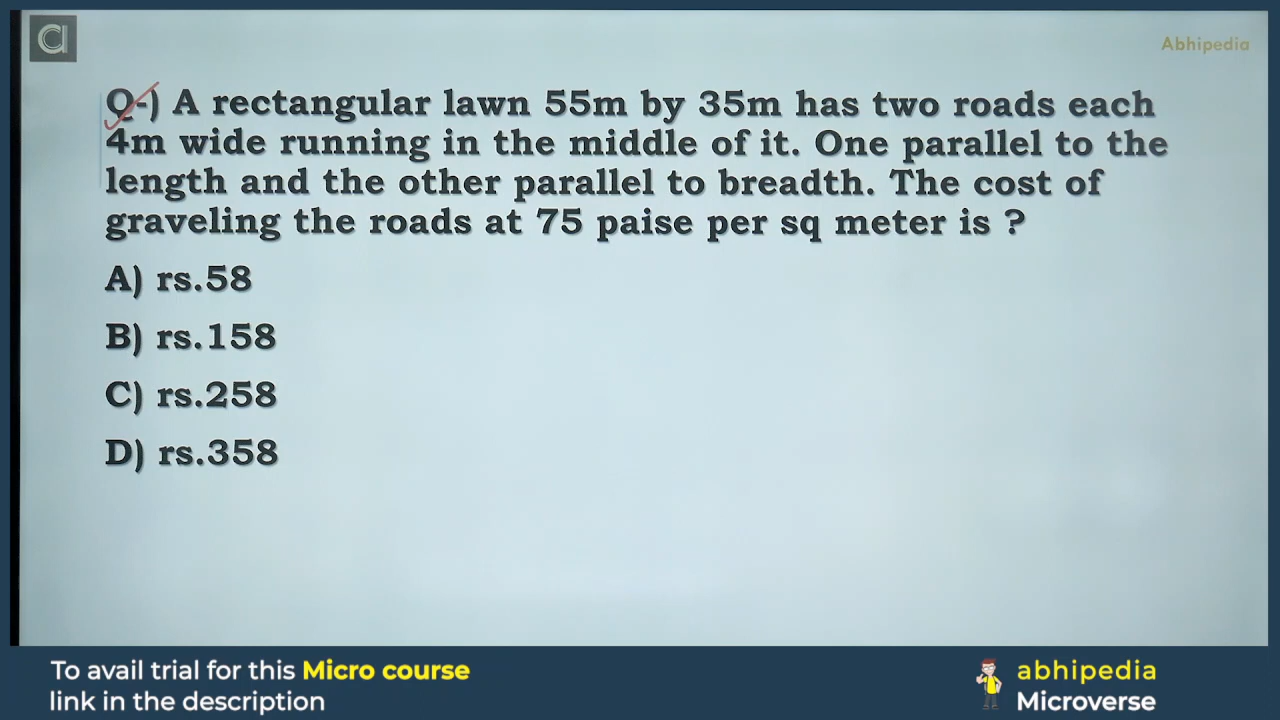 Abhipedia
Q-) A rectangular lawn 55m by 35m has two roads each
4m wide running in the middle of it. One parallel to the
length and the other parallel to breadth. The cost of
graveling the roads at 75 paise per sq meter is ?
A) rs.58
B) rs.158
C) rs.258
D) rs.358
To avail trial for this Micro course
link in the description
abhipedia
Microverse